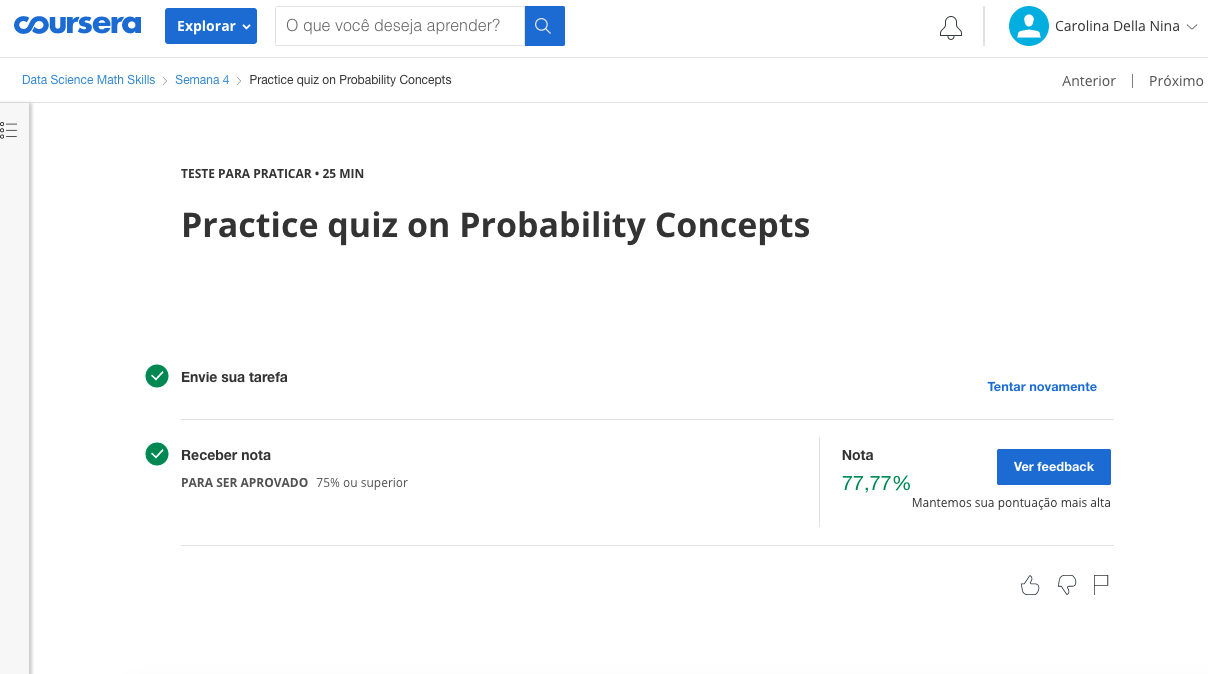 coursera Explorar O que você deseja aprender? Carolina Della Nina
Data Science Math Skills Semana 4 Practice quiz on Probability Concepts Anterior | Próximo
TESTE PARA PRATICAR • 25 MIN
Practice quiz on Probability Concepts
Envie sua tarefa
Tentar novamente
Receber nota
PARA SER APROVADO 75% ou superior
Nota
77,77%
Ver feedback
Mantemos sua pontuação mais alta